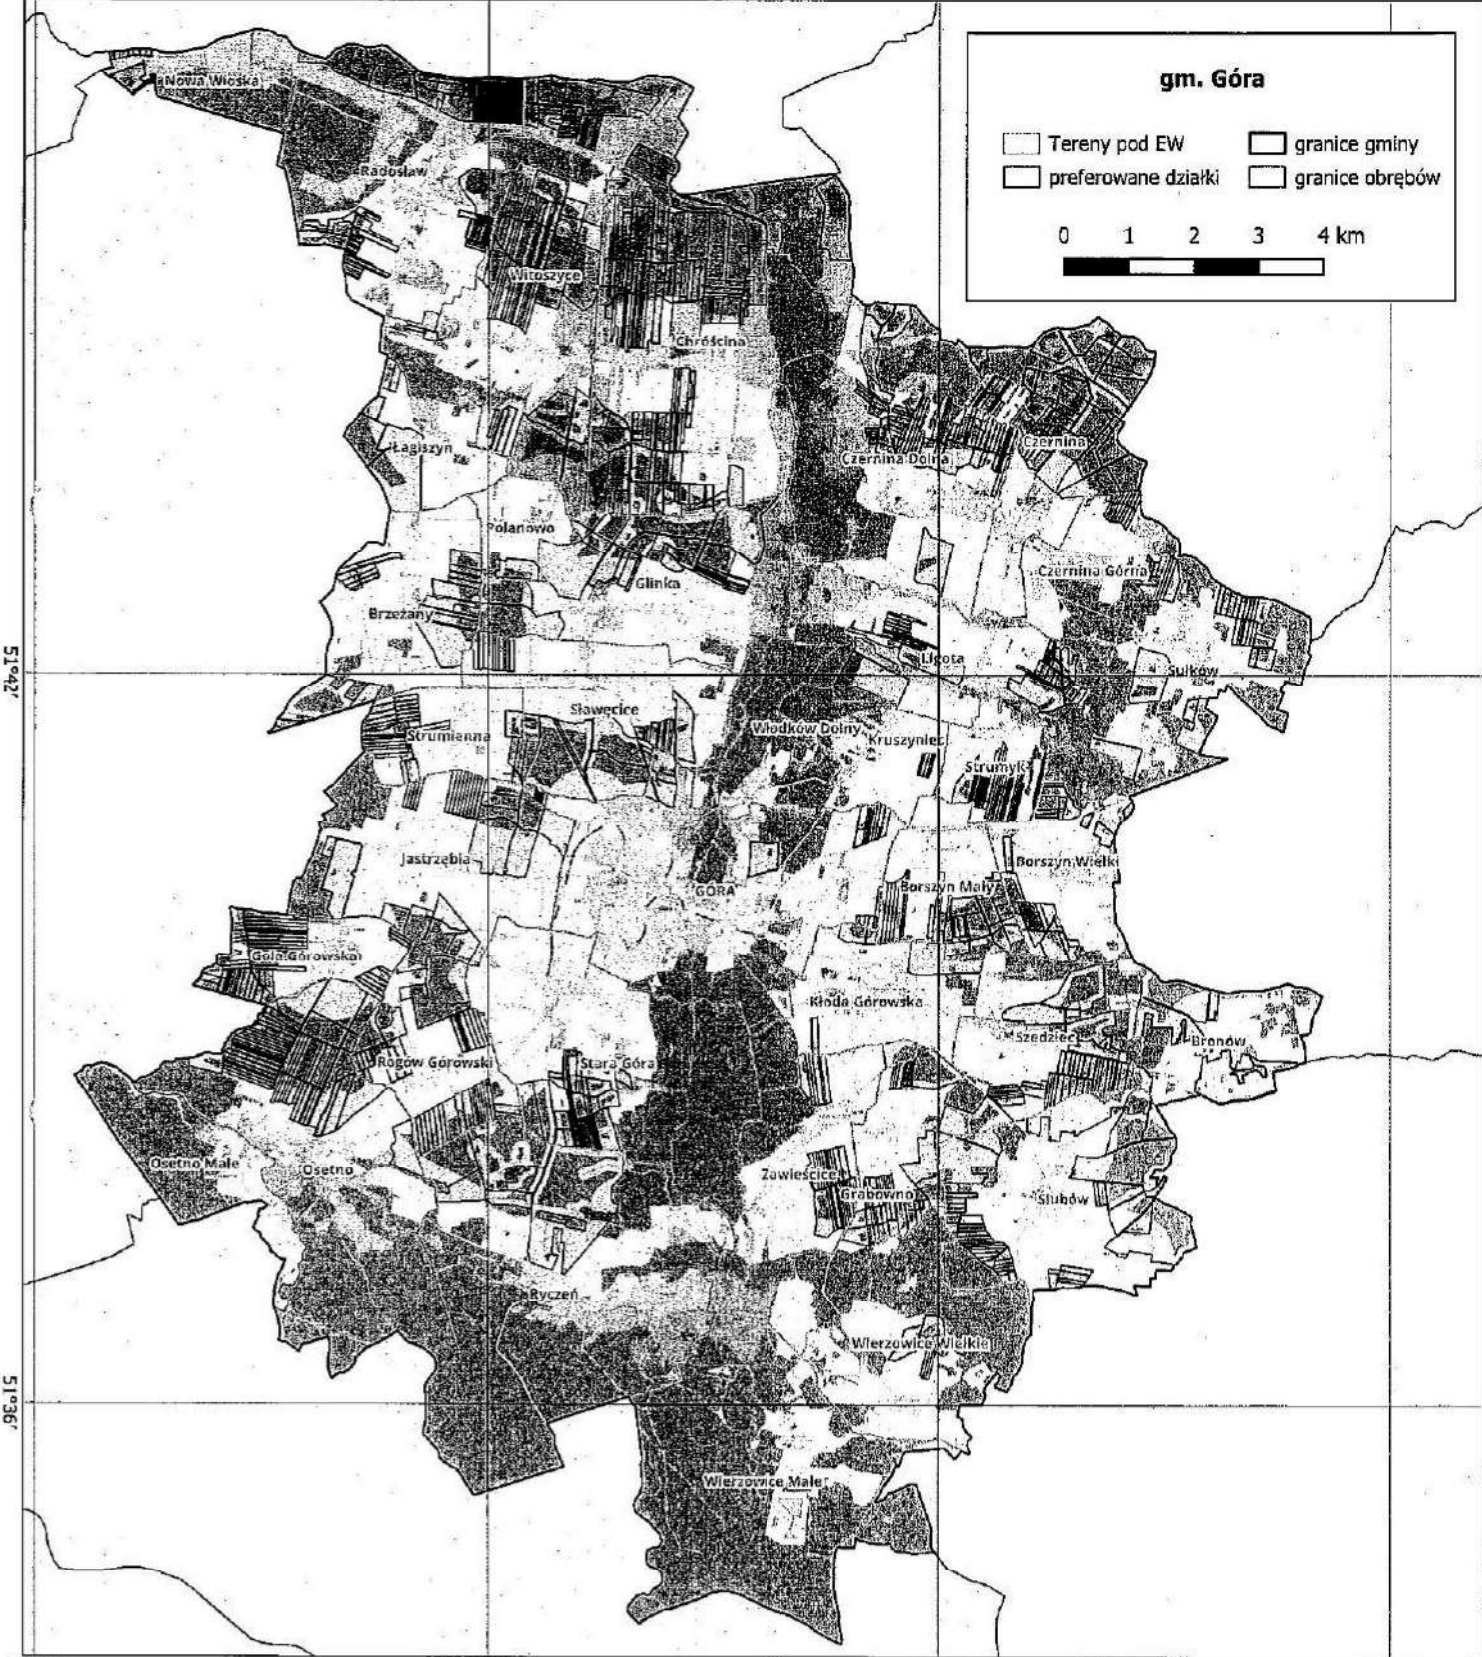 gm. Góra
Tereny pod EW
granice gminy
preferowane działki
granice obrębów
0 1 2 3 4 km
Nowa Wioska
Radosław
Witoszyce
Chróścina
Łagiszyn
Czernina
Czernina Dolna
Polanowo
Czernina Górna
Glinka
Brzeżany
Ligota
Sułków
51°42'
Sławęcice
Włodków Dolny
Strumienna
Kruszyniec
Strumyk
Jastrzębia
Borszyn Wielki
GÓRA
Borszyn Mały
Gola Górowska
Kłoda Górowska
Szedziec
Bronów
Rogów Górowski
Stara Góra
Osetno Małe
Osetno
Zawieścice
Grabowno
Ślubów
Ryczeń
Wierzowice Wielkie
51°36'
Wierzowice Małe